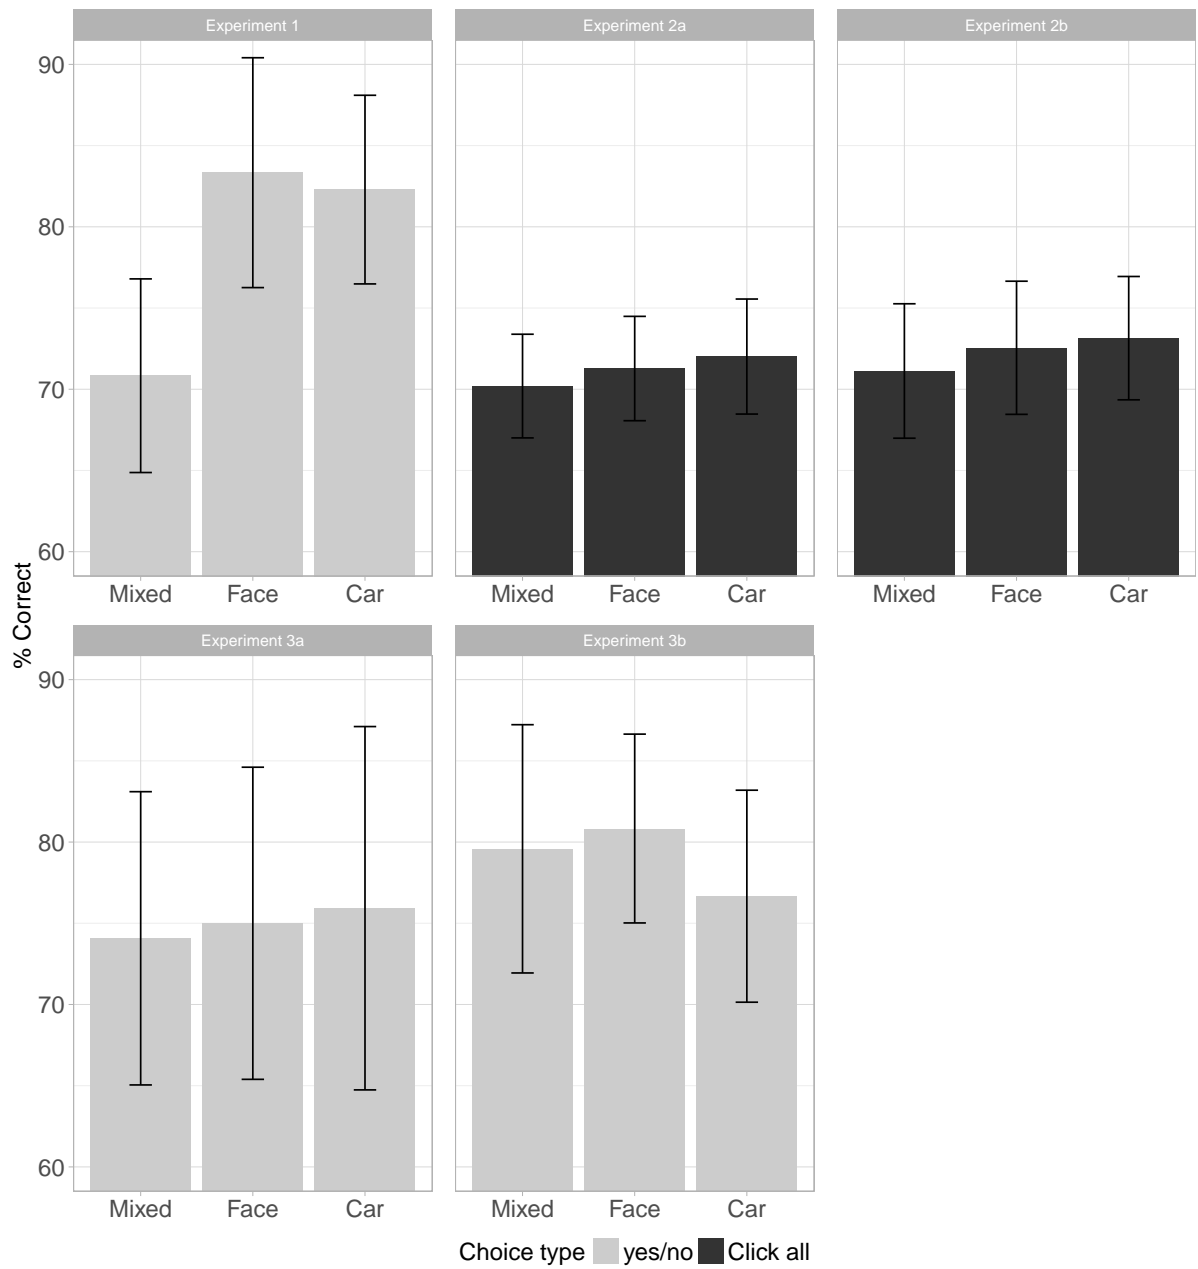 Experiment 1
Experiment 2a
Experiment 2b
90
80
70
60
Mixed Face Car
Mixed Face Car
Mixed Face Car
% Correct
Experiment 3a
Experiment 3b
90
80
70
60
Mixed Face Car
Mixed Face Car
Choice type yes/no Click all